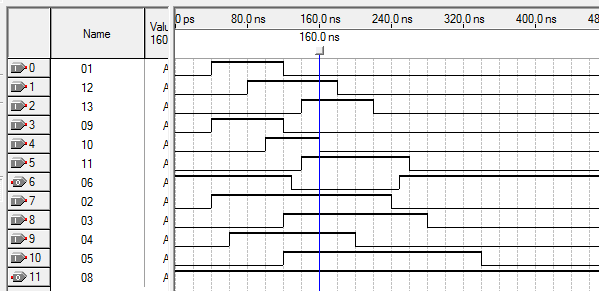 Name
Valu
160
0 ps
80.0 ns
160.0 ns
240.0 ns
320.0 ns
400.0 ns
480
160.0 ns
0 01 A
1 12 A
2 13 A
3 09 A
4 10 A
5 11 A
6 06 A
7 02 A
8 03 A
9 04 A
10 05 A
11 08 A